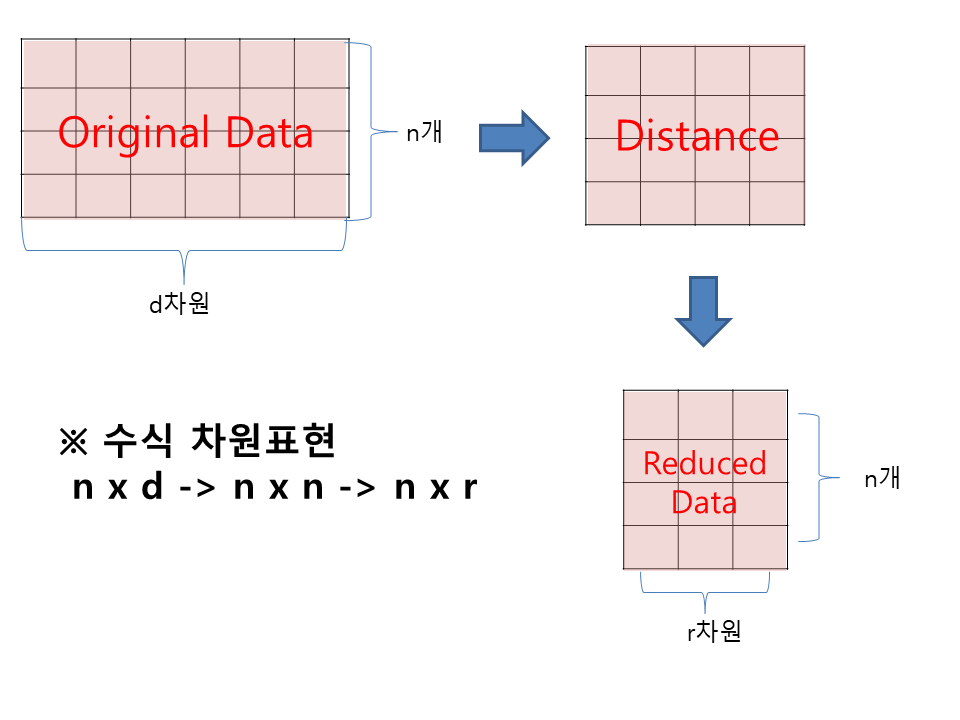 Original Data
n개
Distance
d차원
※ 수식 차원표현
n x d -> n x n -> n x r
Reduced
Data
n개
r차원